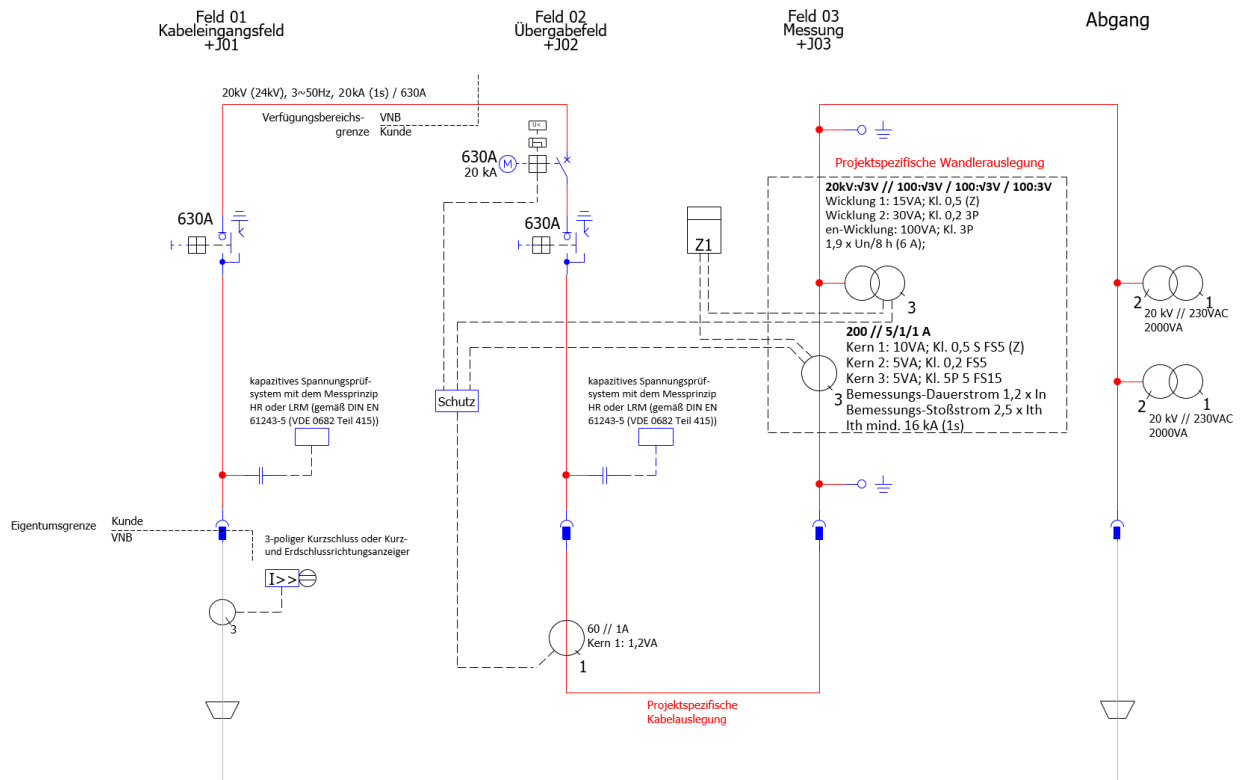 Feld 01
Kabeleingangsfeld
+J01
Feld 02
Übergabefeld
+J02
Feld 03
Messung
+J03
Abgang
20kV (24kV), 3~50Hz, 20kA (1s) / 630A
Verfügungsbereichs-
grenze
VNB
Kunde
U<
630A
20 kA
M
630A
630A
Projektspezifische Wandlerauslegung
20kV:√3V // 100:√3V / 100:√3V / 100:3V
Wicklung 1: 15VA; Kl. 0,5 (Z)
Wicklung 2: 30VA; Kl. 0,2 3P
en-Wicklung: 100VA; Kl. 3P
1,9 x Un/8 h (6 A);
Z1
3
200 // 5/1/1 A
Kern 1: 10VA; Kl. 0,5 S FS5 (Z)
Kern 2: 5VA; Kl. 0,2 FS5
Kern 3: 5VA; Kl. 5P 5 FS15
Bemessungs-Dauerstrom 1,2 x In
Bemessungs-Stoßstrom 2,5 x Ith
Ith mind. 16 kA (1s)
3
2
1
20 kV // 230VAC
2000VA
2
1
20 kV // 230VAC
2000VA
kapazitives Spannungsprüf-
system mit dem Messprinzip
HR oder LRM (gemäß DIN EN
61243-5 (VDE 0682 Teil 415))
Schutz
kapazitives Spannungsprüf-
system mit dem Messprinzip
HR oder LRM (gemäß DIN EN
61243-5 (VDE 0682 Teil 415))
Eigentumsgrenze
Kunde
VNB
3-poliger Kurzschluss oder Kurz-
und Erdschlussrichtungsanzeiger
I>>
3
60 // 1A
Kern 1: 1,2VA
1
Projektspezifische
Kabelauslegung